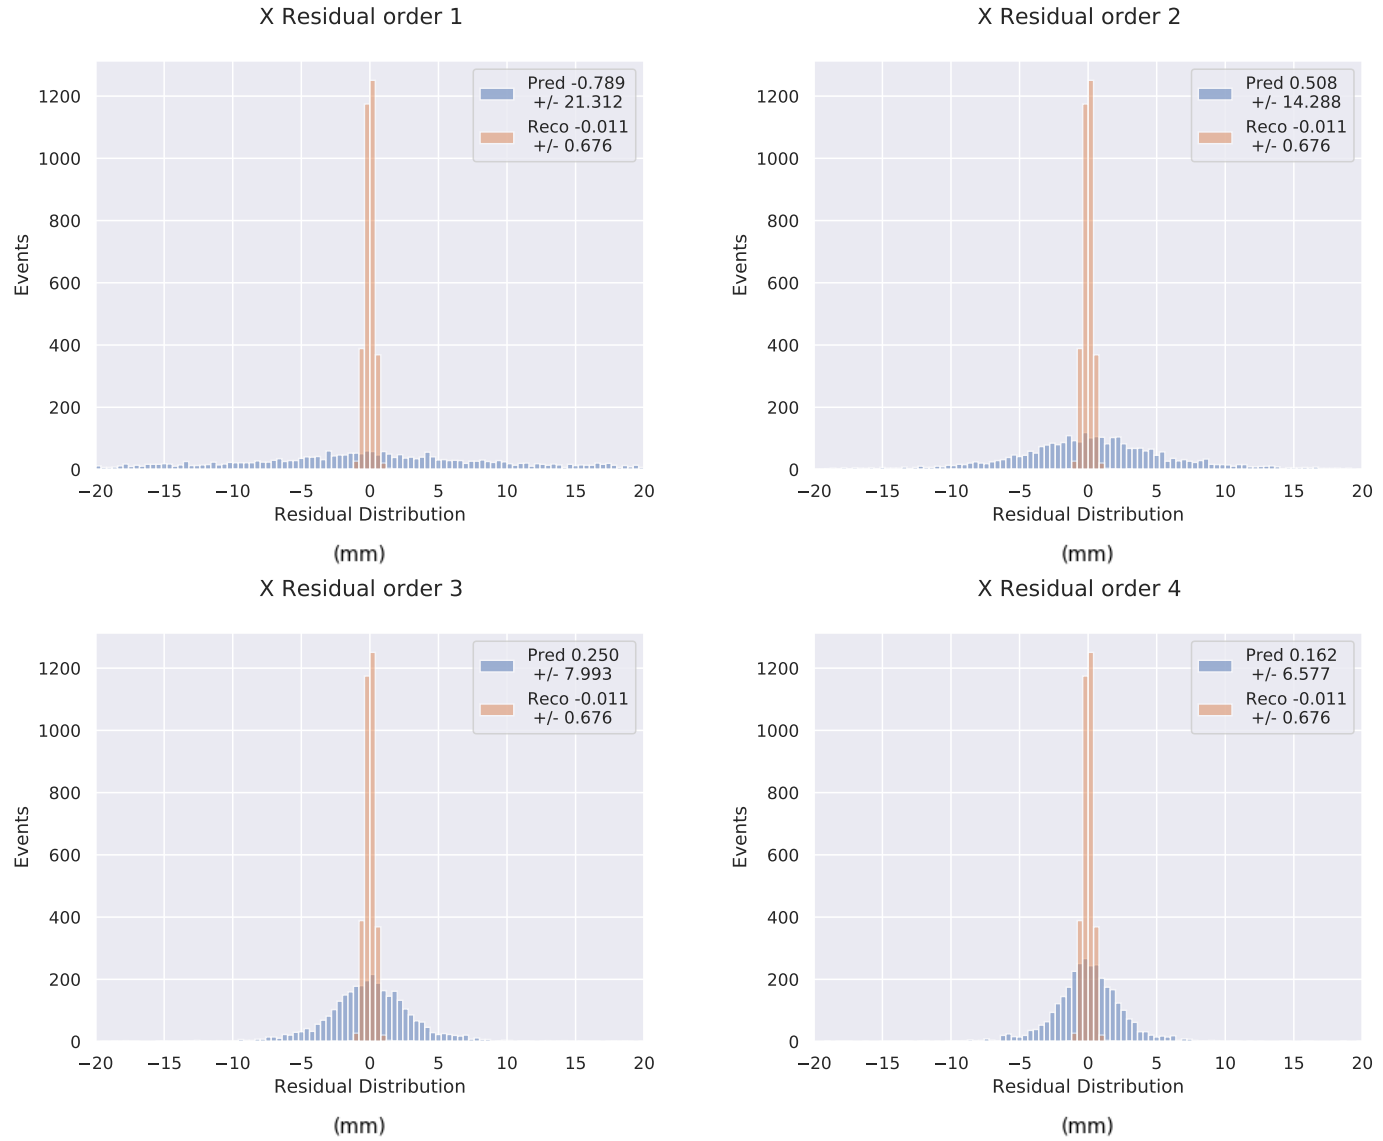 X Residual order 1
1200
1000
800
600
400
200
0
Events
Pred -0.789
+/- 21.312
Reco -0.011
+/- 0.676
−20 −15 −10 −5 0 5 10 15 20
Residual Distribution
(mm)
X Residual order 2
1200
1000
800
600
400
200
0
Events
Pred 0.508
+/- 14.288
Reco -0.011
+/- 0.676
−20 −15 −10 −5 0 5 10 15 20
Residual Distribution
(mm)
X Residual order 3
1200
1000
800
600
400
200
0
Events
Pred 0.250
+/- 7.993
Reco -0.011
+/- 0.676
−20 −15 −10 −5 0 5 10 15 20
Residual Distribution
(mm)
X Residual order 4
1200
1000
800
600
400
200
0
Events
Pred 0.162
+/- 6.577
Reco -0.011
+/- 0.676
−20 −15 −10 −5 0 5 10 15 20
Residual Distribution
(mm)